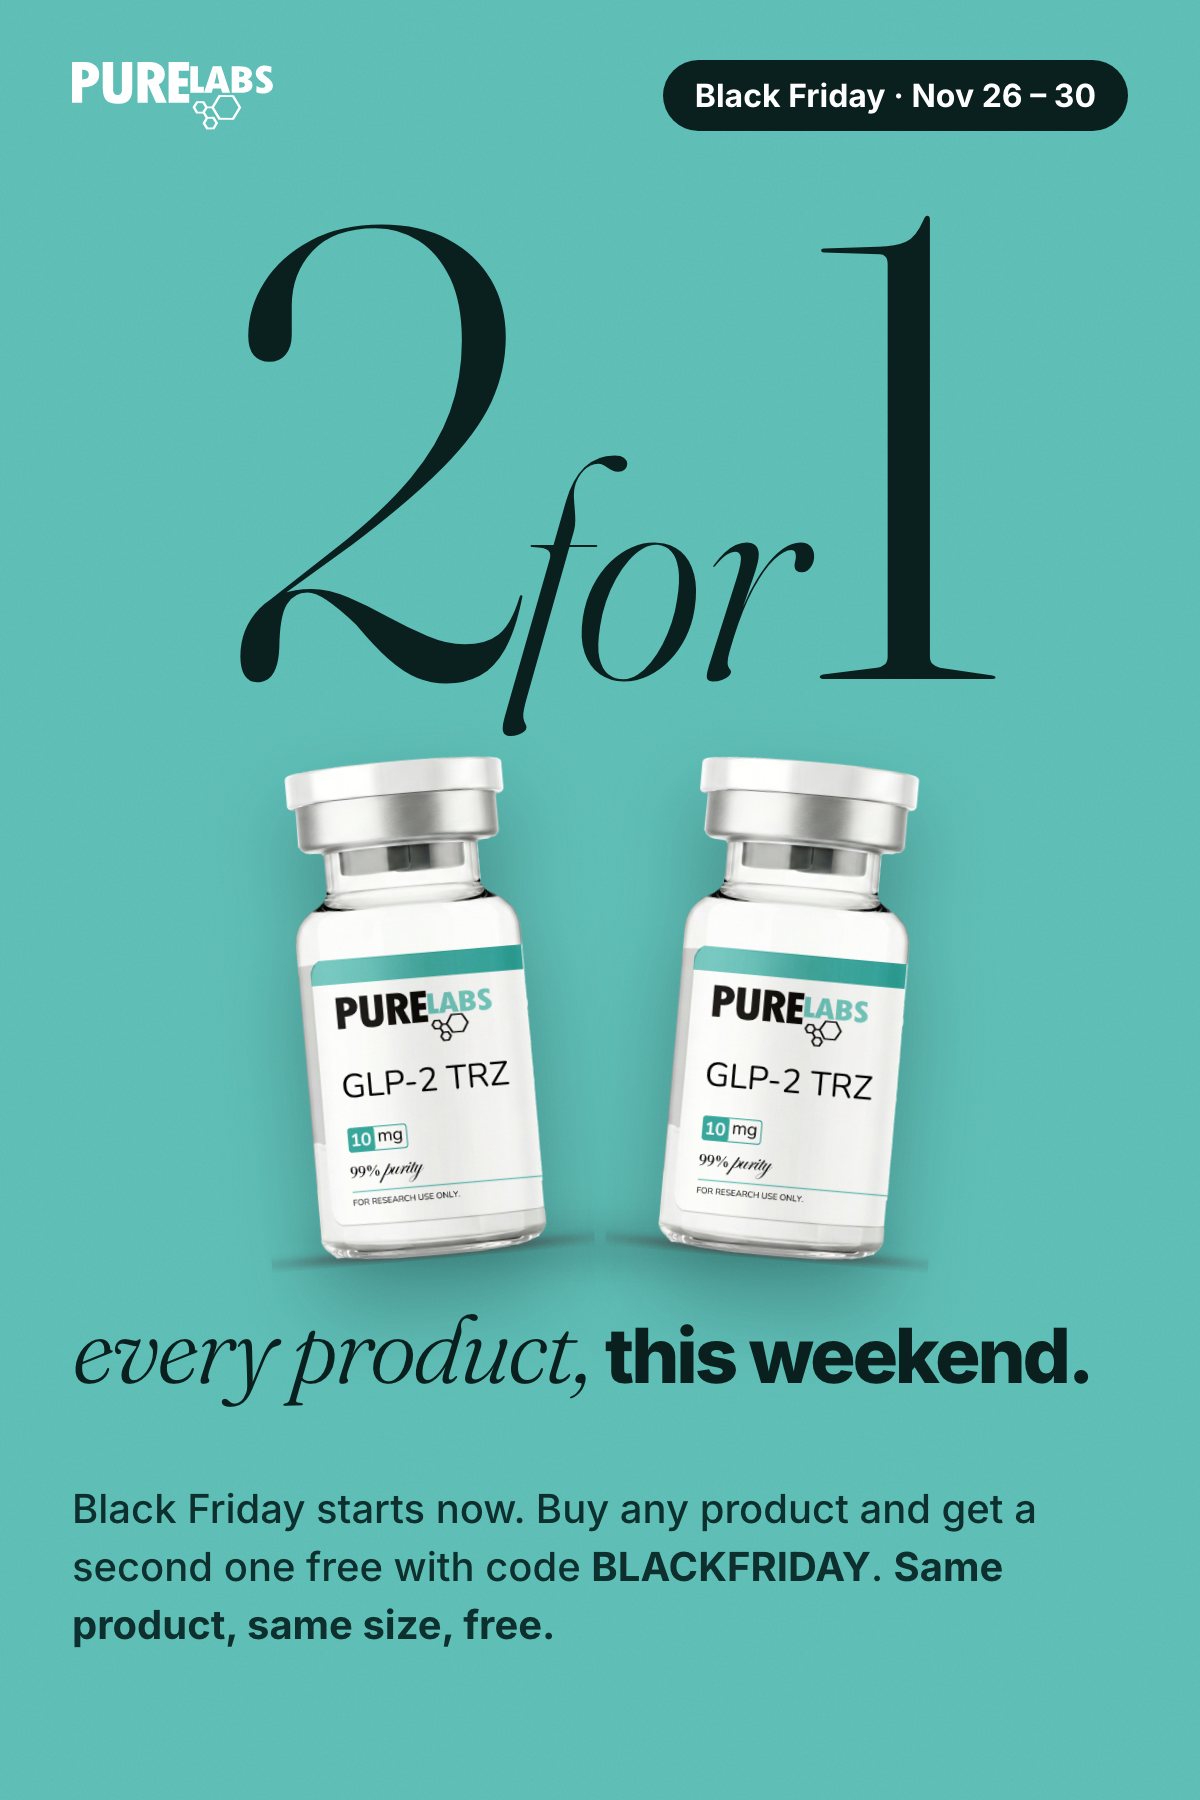 PURELABS
Black Friday · Nov 26 – 30
2 for 1
PURELABS
GLP-2 TRZ
10 mg
99% purity
FOR RESEARCH USE ONLY.
PURELABS
GLP-2 TRZ
10 mg
99% purity
FOR RESEARCH USE ONLY.
every product, this weekend.
Black Friday starts now. Buy any product and get a
second one free with code BLACKFRIDAY. Same
product, same size, free.